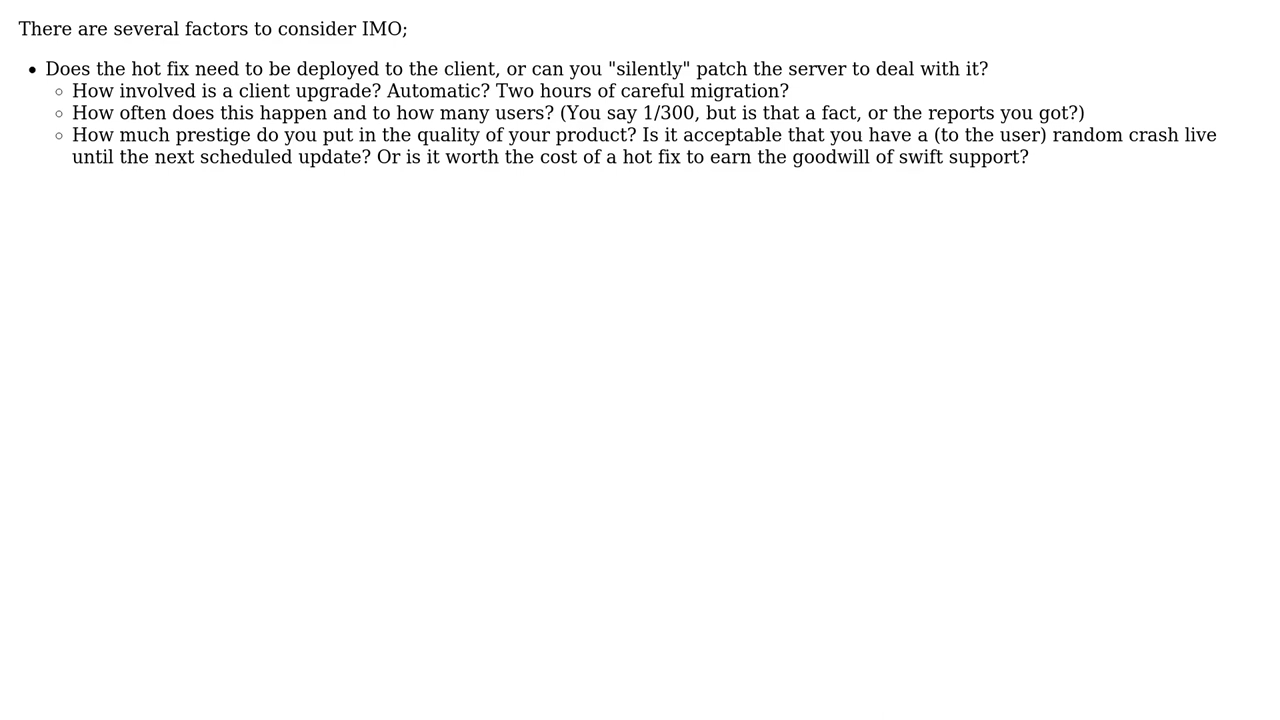 There are several factors to consider IMO;
Does the hot fix need to be deployed to the client, or can you "silently" patch the server to deal with it?
How involved is a client upgrade? Automatic? Two hours of careful migration?
How often does this happen and to how many users? (You say 1/300, but is that a fact, or the reports you got?)
How much prestige do you put in the quality of your product? Is it acceptable that you have a (to the user) random crash live
until the next scheduled update? Or is it worth the cost of a hot fix to earn the goodwill of swift support?